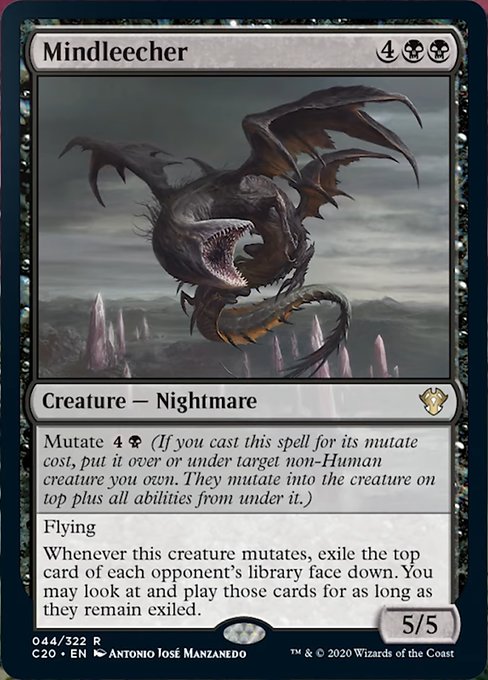 Mindleecher 4
Creature — Nightmare
Mutate 4 (If you cast this spell for its mutate
cost, put it over or under target non-Human
creature you own. They mutate into the creature on
top plus all abilities from under it.)
Flying
Whenever this creature mutates, exile the top
card of each opponent's library face down. You
may look at and play those cards for as long as
they remain exiled.
5/5
044/322 R
C20 • EN Antonio José Manzanedo ™ & © 2020 Wizards of the Coast